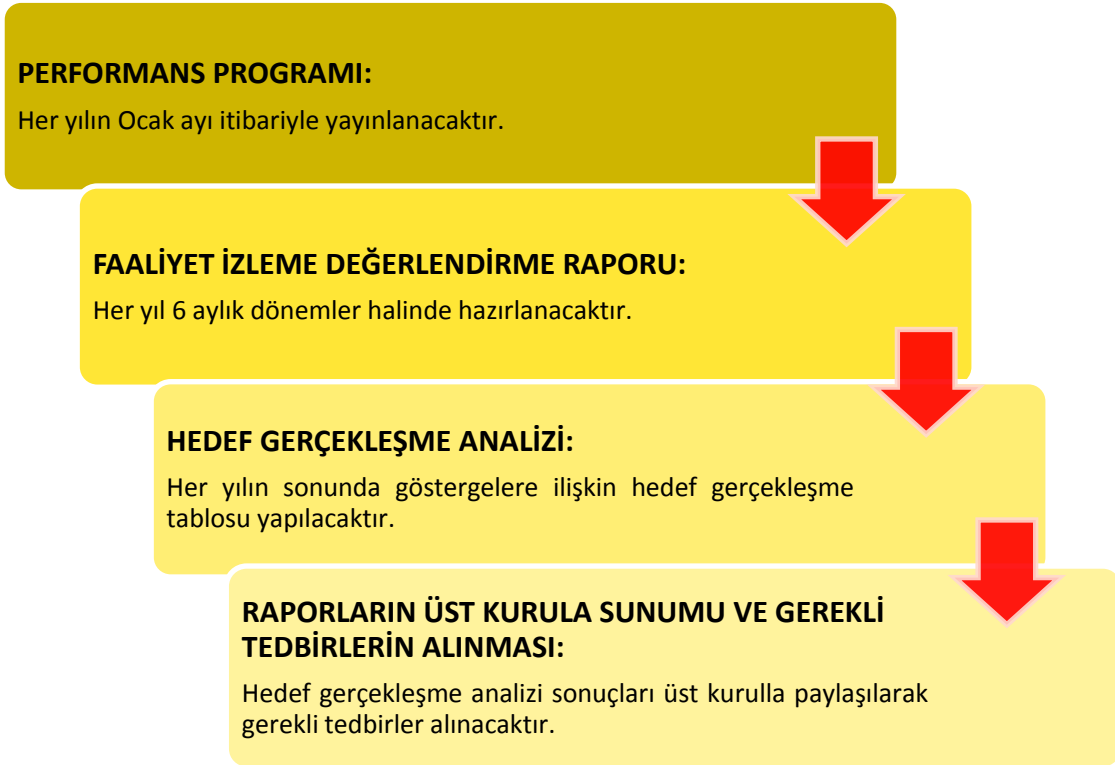 PERFORMANS PROGRAMI:
Her yılın Ocak ayı itibariyle yayınlanacaktır.
FAALİYET İZLEME DEĞERLENDİRME RAPORU:
Her yıl 6 aylık dönemler halinde hazırlanacaktır.
HEDEF GERÇEKLEŞME ANALİZİ:
Her yılın sonunda göstergelere ilişkin hedef gerçekleşme
tablosu yapılacaktır.
RAPORLARIN ÜST KURULA SUNUMU VE GEREKLİ
TEDBİRLERİN ALINMASI:
Hedef gerçekleşme analizi sonuçları üst kurulla paylaşılarak
gerekli tedbirler alınacaktır.